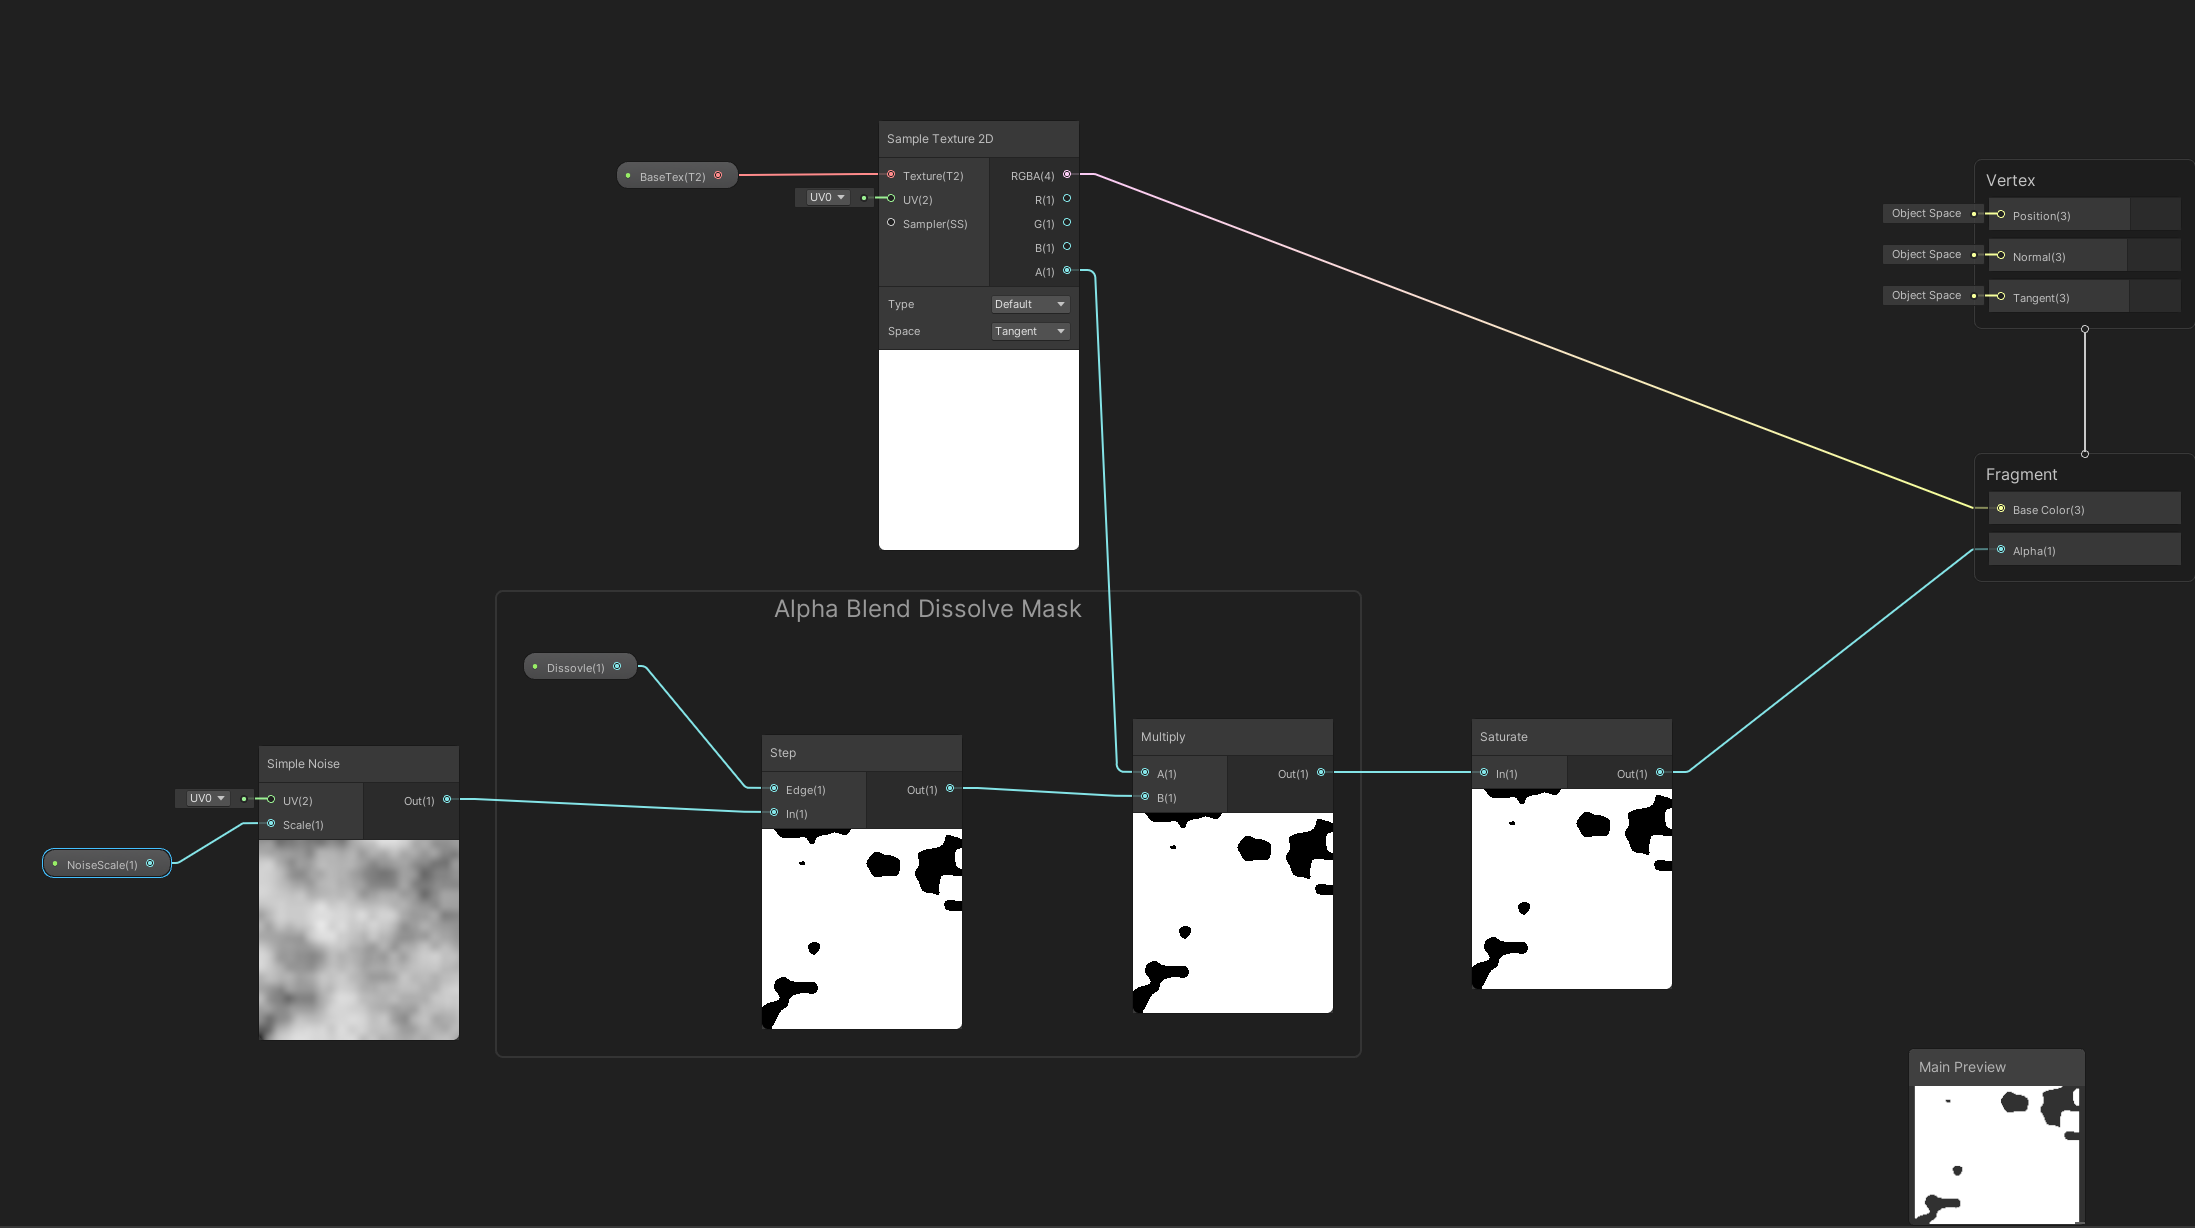 Sample Texture 2D
BaseTex(T2)
Texture(T2)
RGBA(4)
UV0
UV(2)
R(1)
Sampler(SS)
G(1)
B(1)
A(1)
Type
Default
Space
Tangent
Vertex
Object Space
Position(3)
Object Space
Normal(3)
Object Space
Tangent(3)
Fragment
Base Color(3)
Alpha(1)
Alpha Blend Dissolve Mask
Dissovle(1)
Simple Noise
UV0
UV(2)
Out(1)
Scale(1)
NoiseScale(1)
Step
Edge(1)
Out(1)
In(1)
Multiply
A(1)
Out(1)
B(1)
Saturate
In(1)
Out(1)
Main Preview